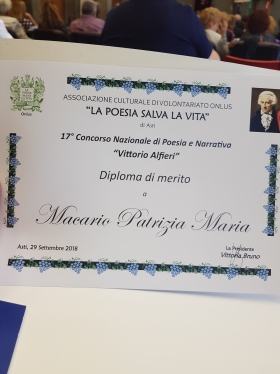 ASSOCIAZIONE CULTURALE DI VOLONTARIATO ONLUS
"LA POESIA SALVA LA VITA"
di Asti
Onlus
17° Concorso Nazionale di Poesia e Narrativa
"Vittorio Alfieri"
Diploma di merito
a
Macario Patrizia Maria
Asti, 29 Settembre 2018
La Presidente
Vittoria Bruno